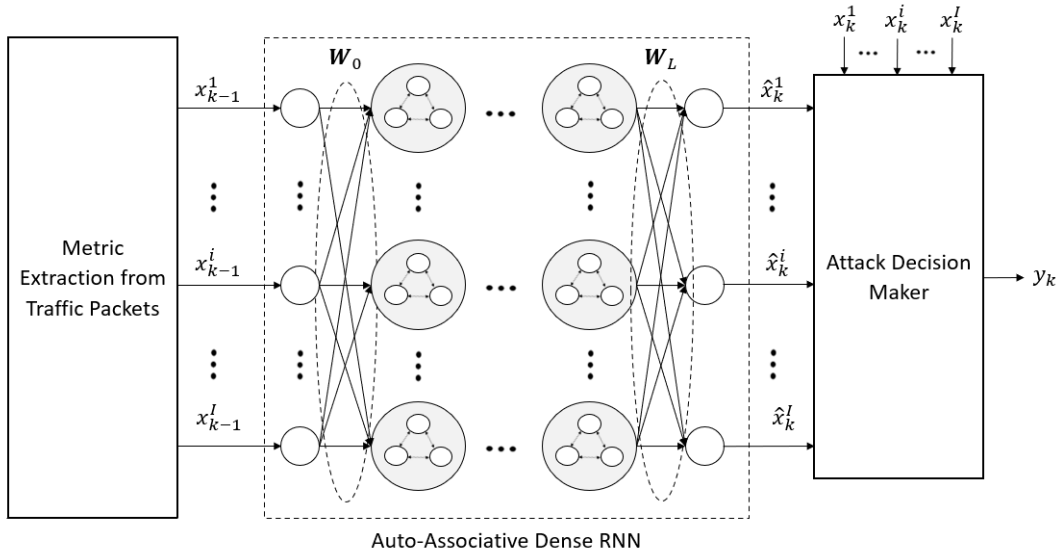 x_k^1 x_k^i x_k^I
... ...
W_0 W_L
x_{k-1}^1 x̂_k^1
...
...
Metric
Extraction from
Traffic Packets
x_{k-1}^i x̂_k^i
...
...
Attack Decision
Maker
y_k
x_{k-1}^I x̂_k^I
...
...
Auto-Associative Dense RNN